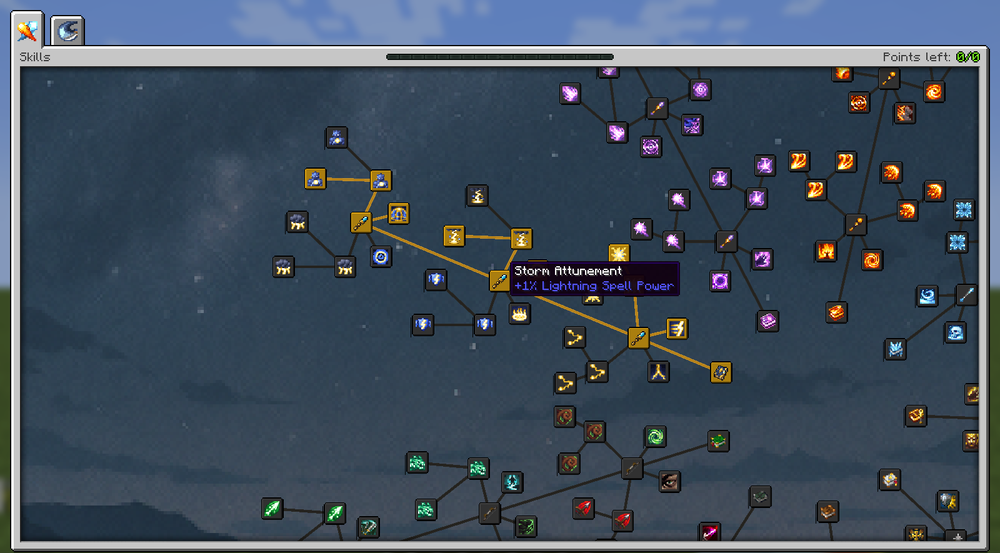 Skills
Points left: 0/0
Storm Attunement
+1% Lightning Spell Power